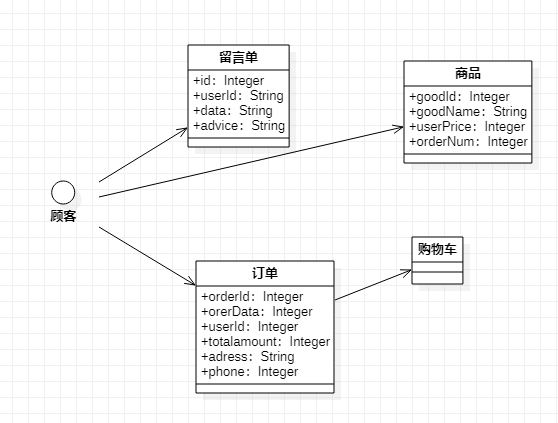 留言单
+id: Integer
+userId: String
+data: String
+advice: String
商品
+goodId: Integer
+goodName: String
+userPrice: Integer
+orderNum: Integer
顾客
购物车
订单
+orderId: Integer
+orerData: Integer
+userId: Integer
+totalamount: Integer
+adress: String
+phone: Integer